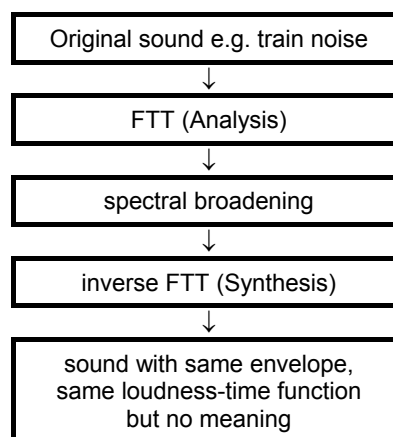 Original sound e.g. train noise
↓
FTT (Analysis)
↓
spectral broadening
↓
inverse FTT (Synthesis)
↓
sound with same envelope,
same loudness-time function
but no meaning